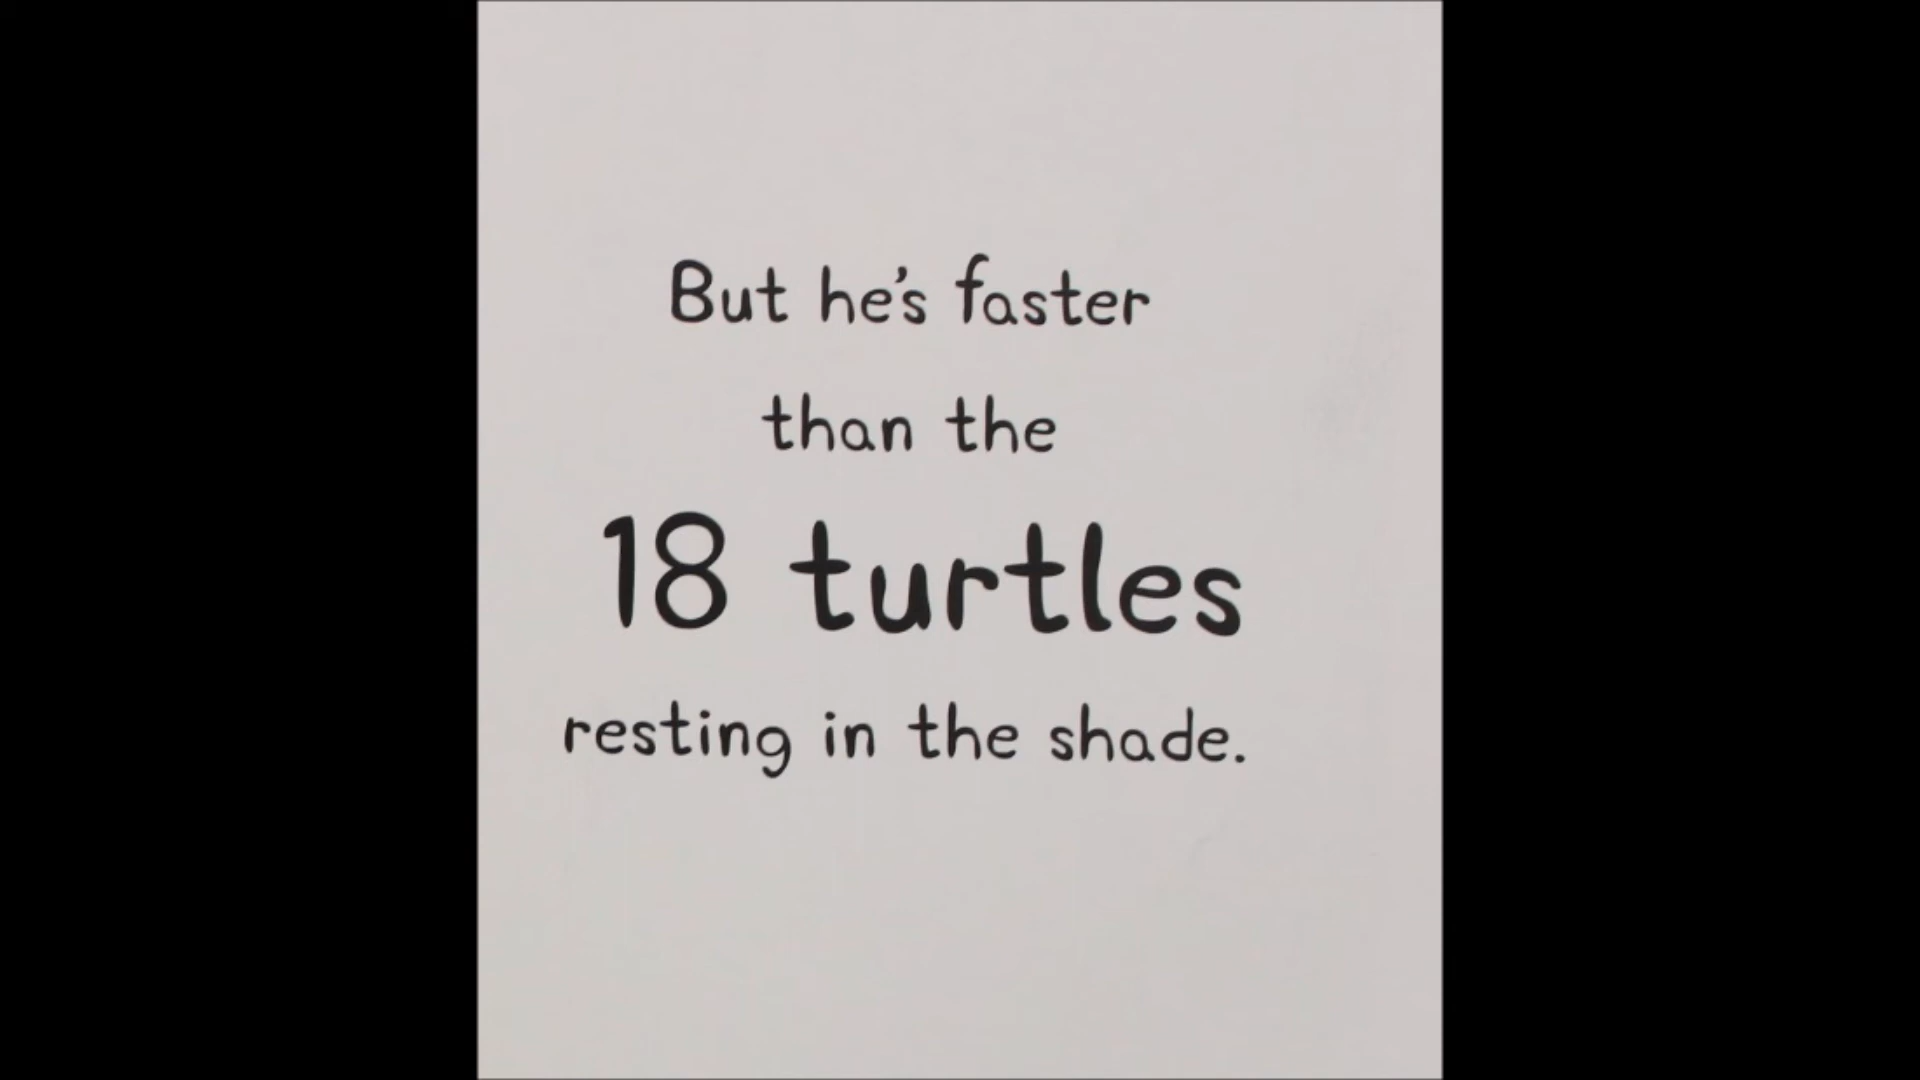 But he's faster
than the
18 turtles
resting in the shade.